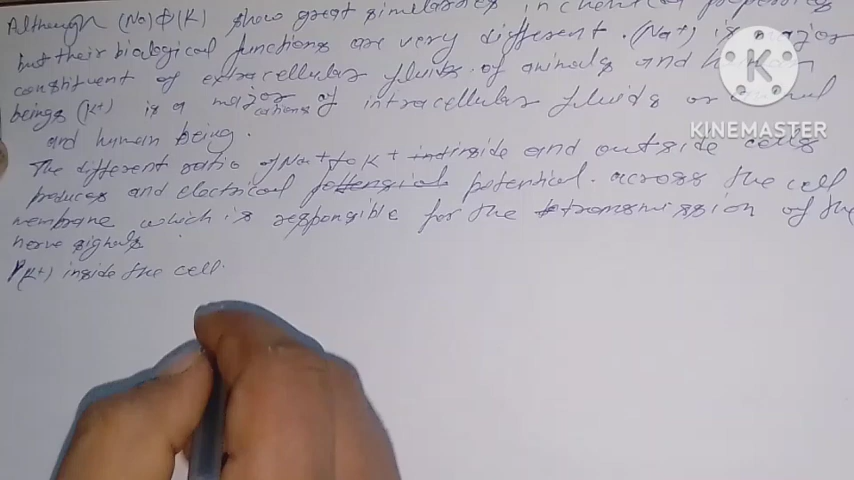 Although (Na) & (K) show great similarities in chemical properties
but their biological functions are very different. (Na+) is major
constituent of extracellular fluids of animals and human
beings (K+) is a major cations of intracellular fluids or animal
and human being.
The different ratio of Na+ to K+ inside and outside cells
produces and electrical potential across the cell
membrane which is responsible for the transmission of the
nerve signals
(K+) inside the cell.
K
KINEMASTER